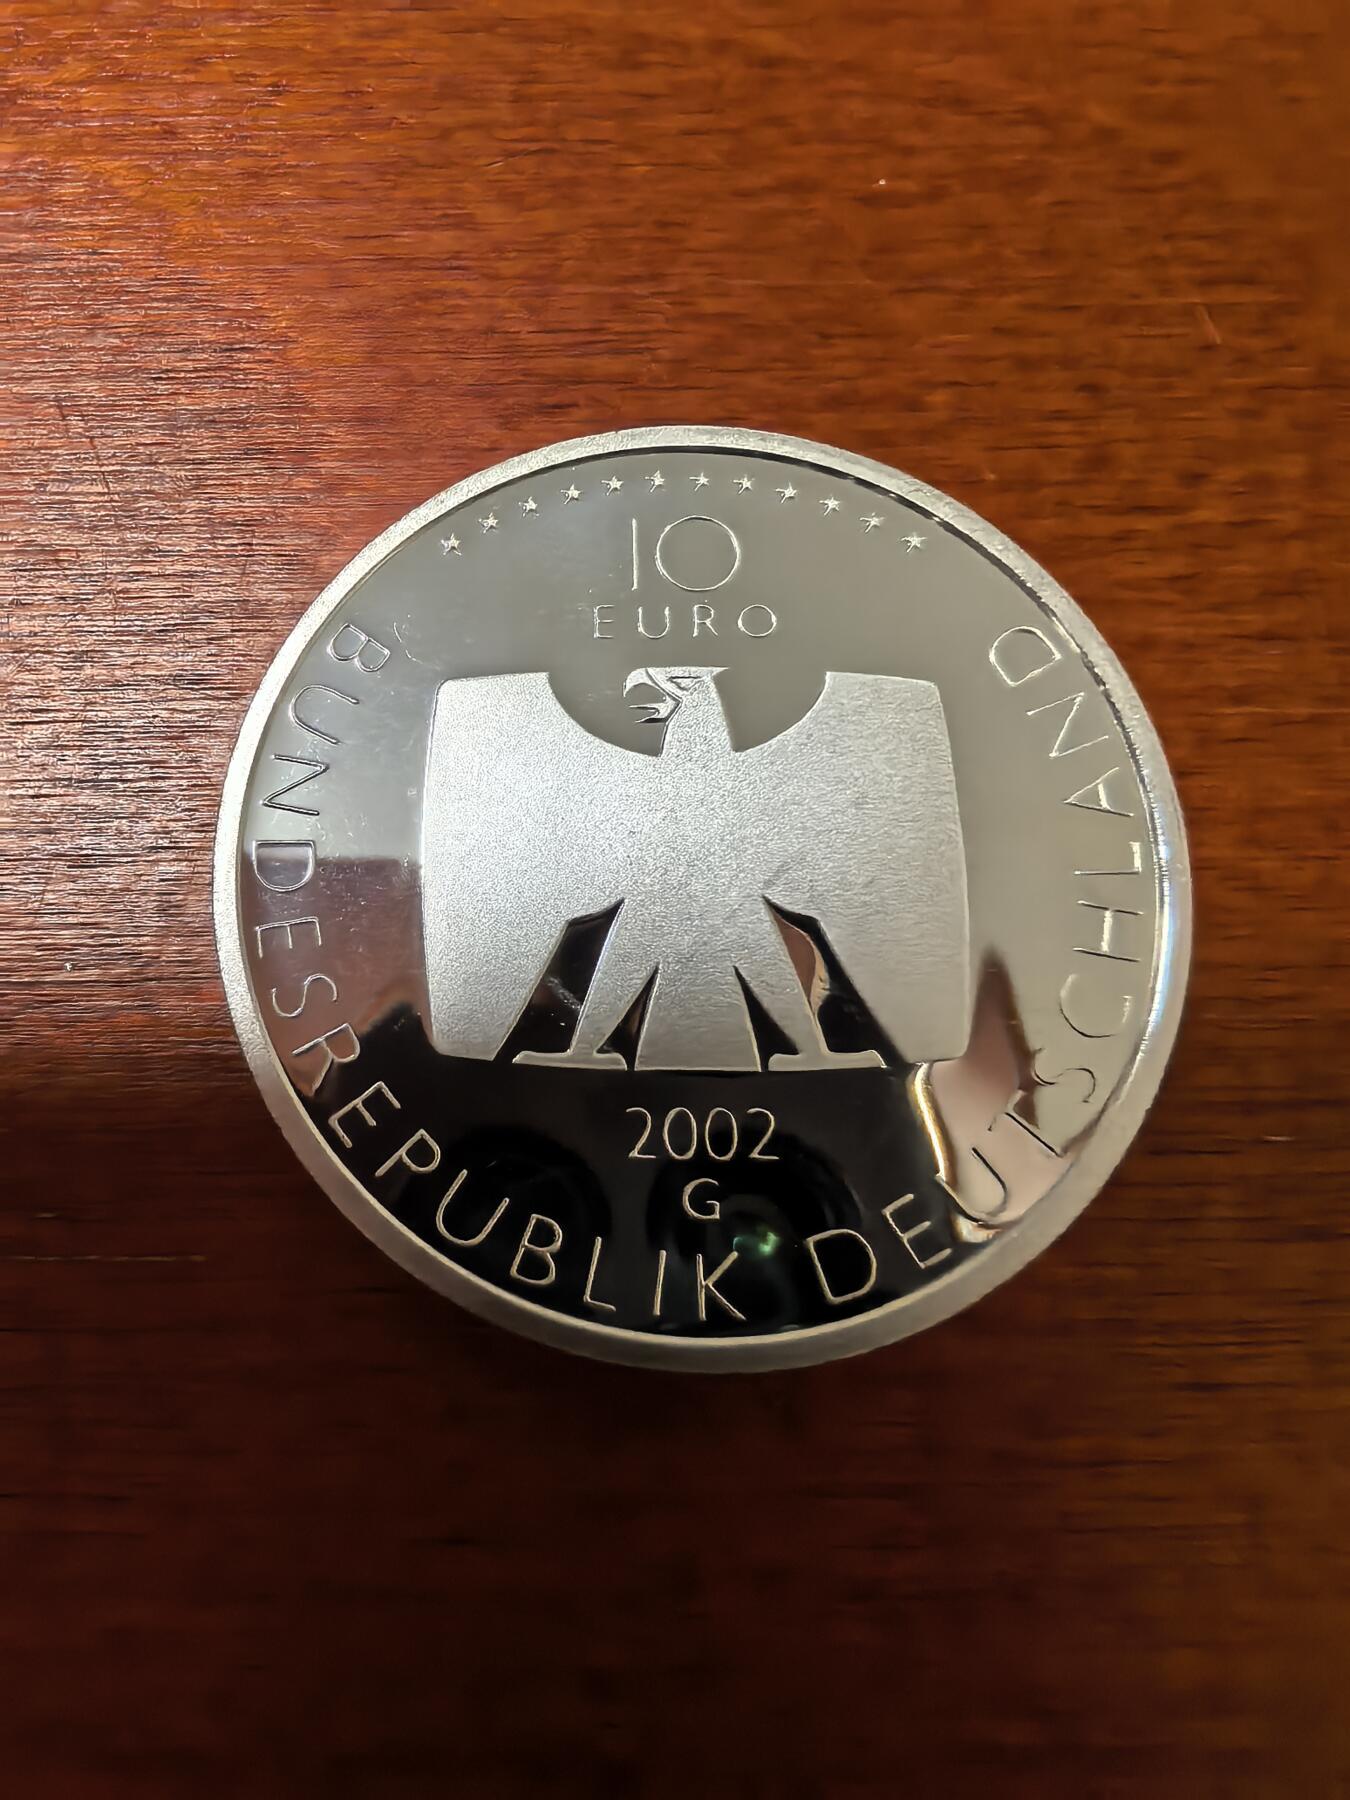 10
EURO
BUNDESREPUBLIK DEUTSCHLAND
2002
G